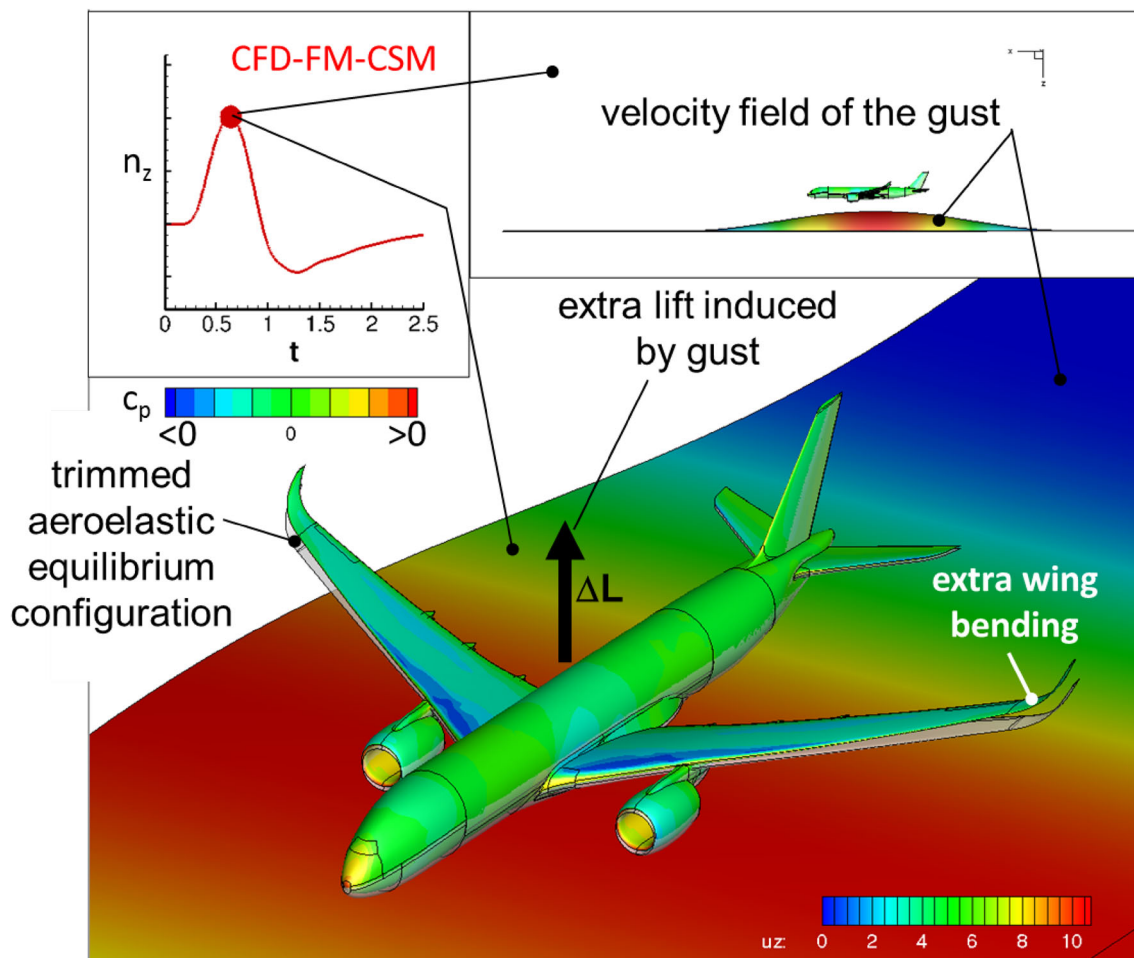 CFD-FM-CSM
n_z
0 0.5 1 1.5 2 2.5
t
x
z
velocity field of the gust
extra lift induced
by gust
c_p
<0 0 >0
trimmed
aeroelastic
equilibrium
configuration
ΔL
extra wing
bending
uz: 0 2 4 6 8 10